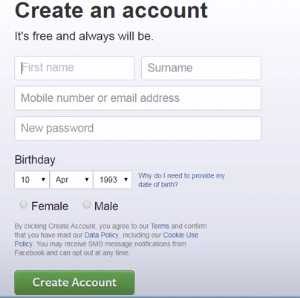 Create an account
It's free and always will be.
First name
Surname
Mobile number or email address
New password
Birthday
10 Apr 1993 Why do I need to provide my
date of birth?
Female Male
By clicking Create Account, you agree to our Terms and confirm
that you have read our Data Policy, including our Cookie Use
Policy. You may receive SMS message notifications from
Facebook and can opt out at any time.
Create Account